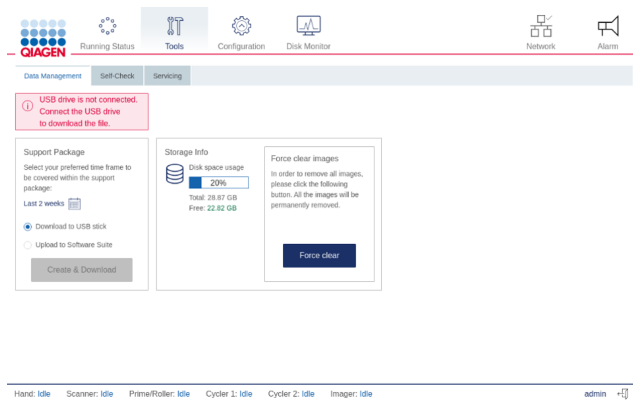 QIAGEN
Running Status
Tools
Configuration
Disk Monitor
Network
Alarm
Data Management
Self-Check
Servicing
USB drive is not connected.
Connect the USB drive
to download the file.
Support Package
Select your preferred time frame to
be covered within the support
package:
Last 2 weeks
Download to USB stick
Upload to Software Suite
Create & Download
Storage Info
Disk space usage
20%
Total: 28.87 GB
Free: 22.82 GB
Force clear images
In order to remove all images,
please click the following
button. All the images will be
permanently removed.
Force clear
Hand: Idle
Scanner: Idle
Prime/Roller: Idle
Cycler 1: Idle
Cycler 2: Idle
Imager: Idle
admin